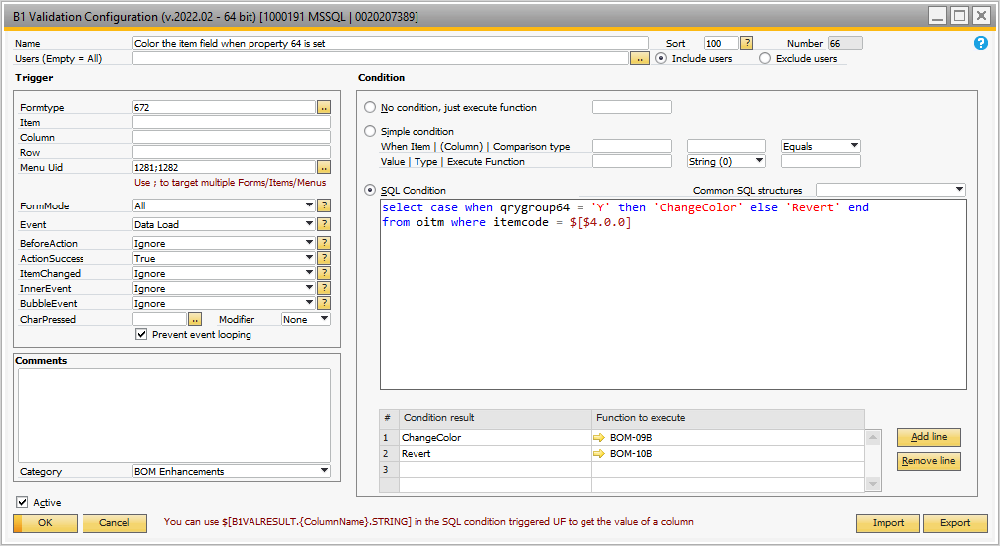 B1 Validation Configuration (v.2022.02 - 64 bit) [1000191 MSSQL | 0020207389]
Name Color the item field when property 64 is set Sort 100 ? Number 66 ?
Users (Empty = All) .. Include users Exclude users
Trigger
Formtype 672 ..
Item
Column
Row
Menu Uid 1281;1282 ..
Use ; to target multiple Forms/Items/Menus
FormMode All ?
Event Data Load ?
BeforeAction Ignore ?
ActionSuccess True ?
ItemChanged Ignore ?
InnerEvent Ignore ?
BubbleEvent Ignore ?
CharPressed .. Modifier None
Prevent event looping
Comments
Category BOM Enhancements
Condition
No condition, just execute function
Simple condition
When Item | (Column) | Comparison type Equals
Value | Type | Execute Function String (0)
SQL Condition Common SQL structures
select case when qrygroup64 = 'Y' then 'ChangeColor' else 'Revert' end
from oitm where itemcode = $[$4.0.0]
# Condition result Function to execute
1 ChangeColor BOM-09B
2 Revert BOM-10B
3
Add line
Remove line
Active
OK Cancel You can use $[B1VALRESULT.{ColumnName}.STRING] in the SQL condition triggered UF to get the value of a column Import Export